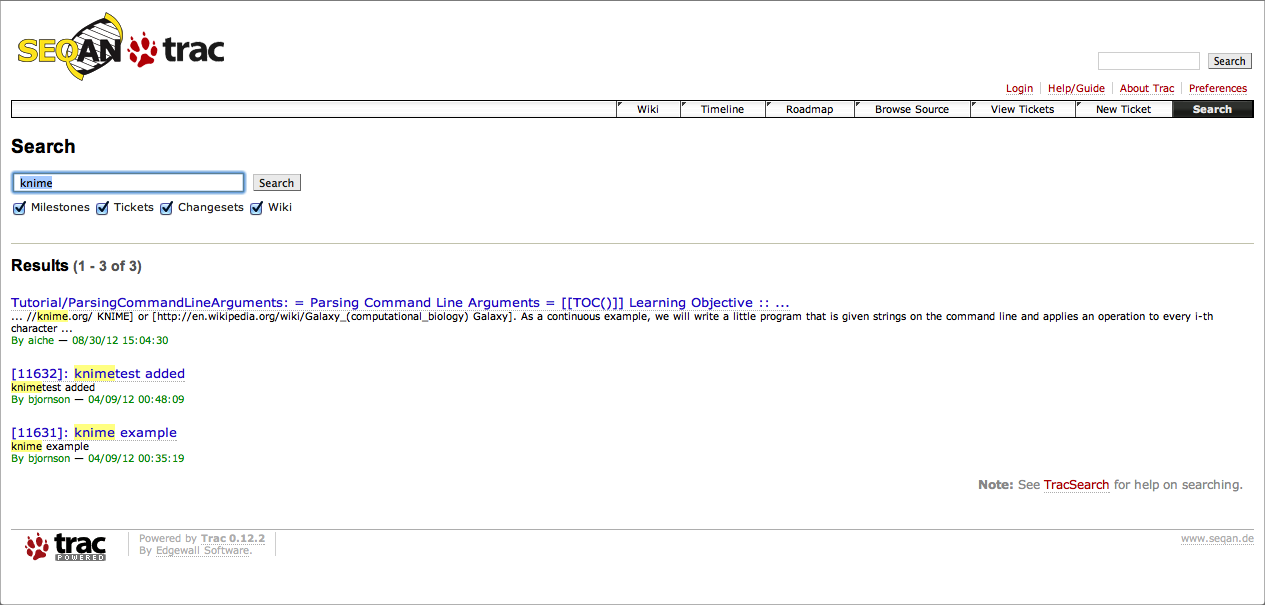 SEQAN trac
Search
Login Help/Guide About Trac Preferences
Wiki Timeline Roadmap Browse Source View Tickets New Ticket Search
Search
knime Search
Milestones Tickets Changesets Wiki
Results (1 - 3 of 3)
Tutorial/ParsingCommandLineArguments: = Parsing Command Line Arguments = [[TOC()]] Learning Objective :: ...
... //knime.org/ KNIME] or [http://en.wikipedia.org/wiki/Galaxy_(computational_biology) Galaxy]. As a continuous example, we will write a little program that is given strings on the command line and applies an operation to every i-th
character ...
By aiche — 08/30/12 15:04:30
[11632]: knimetest added
knimetest added
By bjornson — 04/09/12 00:48:09
[11631]: knime example
knime example
By bjornson — 04/09/12 00:35:19
Note: See TracSearch for help on searching.
trac POWERED
Powered by Trac 0.12.2
By Edgewall Software.
www.seqan.de